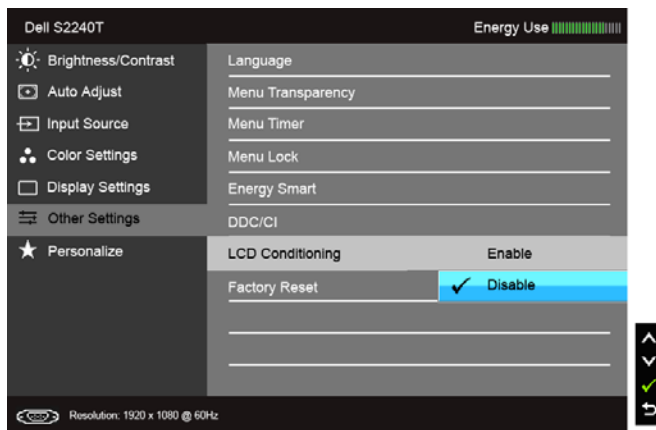 Dell S2240T
Energy Use
Brightness/Contrast
Auto Adjust
Input Source
Color Settings
Display Settings
Other Settings
Personalize
Language
Menu Transparency
Menu Timer
Menu Lock
Energy Smart
DDC/CI
LCD Conditioning
Enable
Factory Reset
Disable
Resolution: 1920 x 1080 @ 60Hz